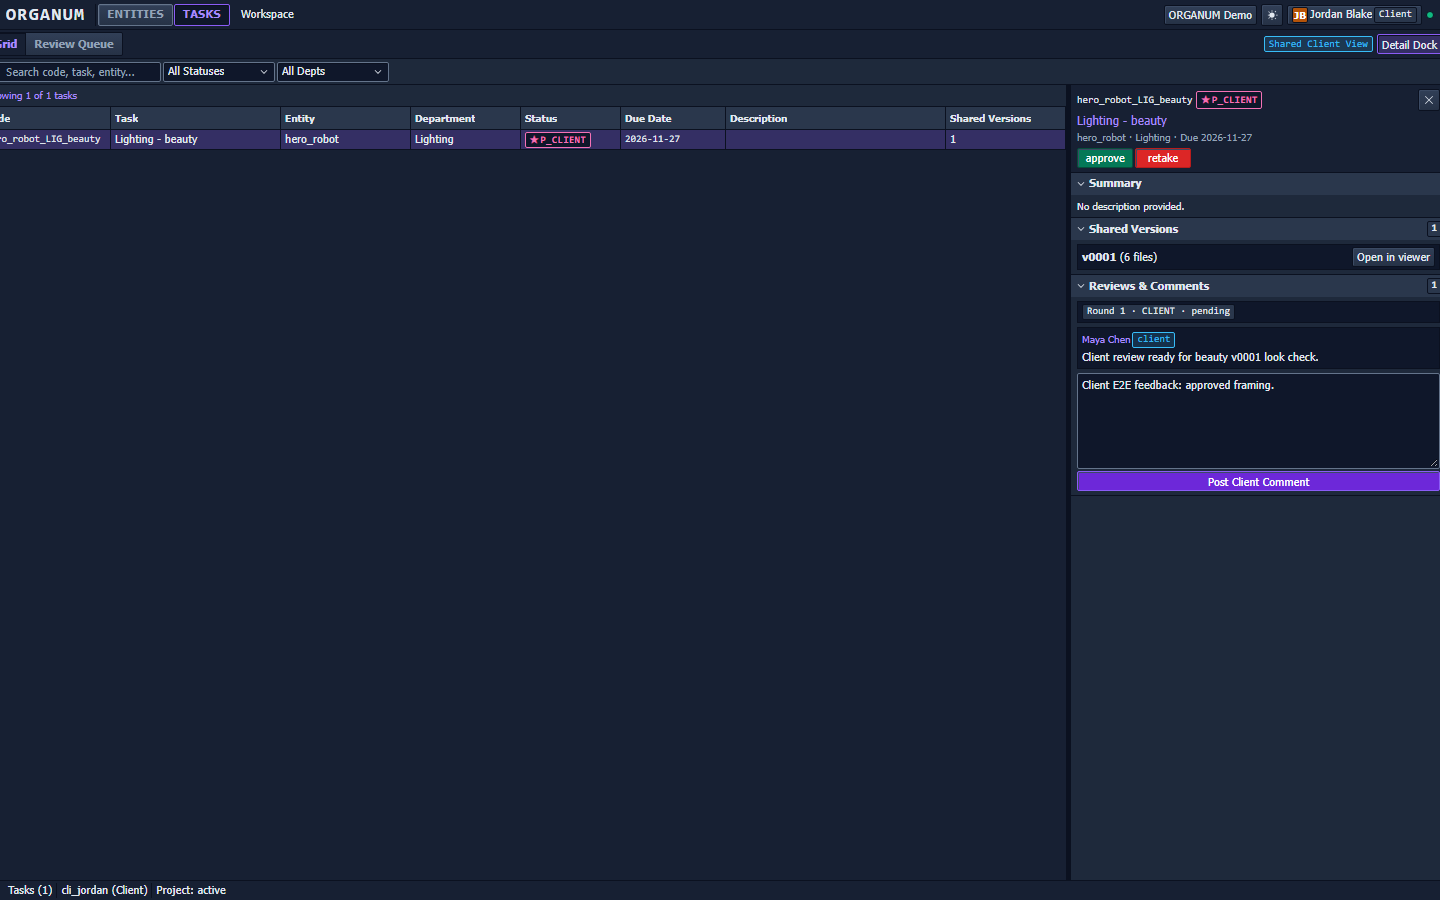 ORGANUM ENTITIES TASKS Workspace ORGANUM Demo JB Jordan Blake Client
Grid Review Queue Shared Client View Detail Dock
Search code, task, entity... All Statuses All Depts
owing 1 of 1 tasks
de Task Entity Department Status Due Date Description Shared Versions
ro_robot_LIG_beauty Lighting - beauty hero_robot Lighting ★P_CLIENT 2026-11-27 1
hero_robot_LIG_beauty ★P_CLIENT
Lighting - beauty
hero_robot · Lighting · Due 2026-11-27
approve retake
Summary
No description provided.
Shared Versions 1
v0001 (6 files) Open in viewer
Reviews & Comments 1
Round 1 · CLIENT · pending
Maya Chen client
Client review ready for beauty v0001 look check.
Client E2E feedback: approved framing.
Post Client Comment
Tasks (1) cli_jordan (Client) Project: active